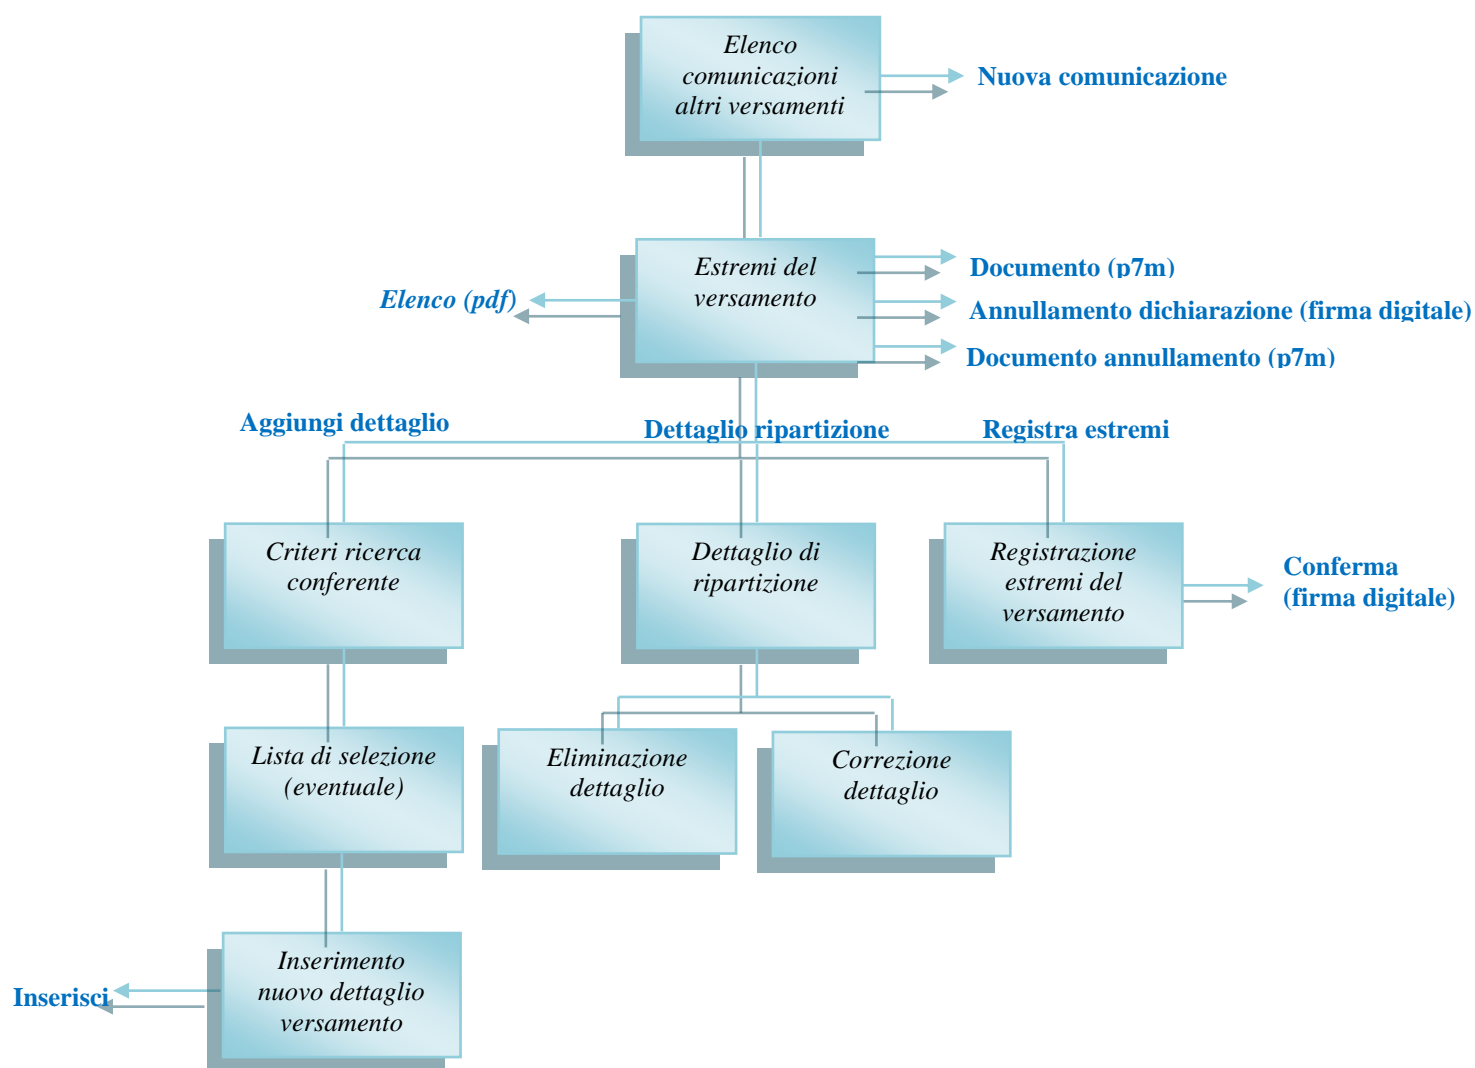 Elenco
comunicazioni
altri versamenti
Nuova comunicazione
Estremi del
versamento
Elenco (pdf)
Documento (p7m)
Annullamento dichiarazione (firma digitale)
Documento annullamento (p7m)
Aggiungi dettaglio
Dettaglio ripartizione
Registra estremi
Criteri ricerca
conferente
Dettaglio di
ripartizione
Registrazione
estremi del
versamento
Conferma
(firma digitale)
Lista di selezione
(eventuale)
Eliminazione
dettaglio
Correzione
dettaglio
Inserimento
nuovo dettaglio
versamento
Inserisci